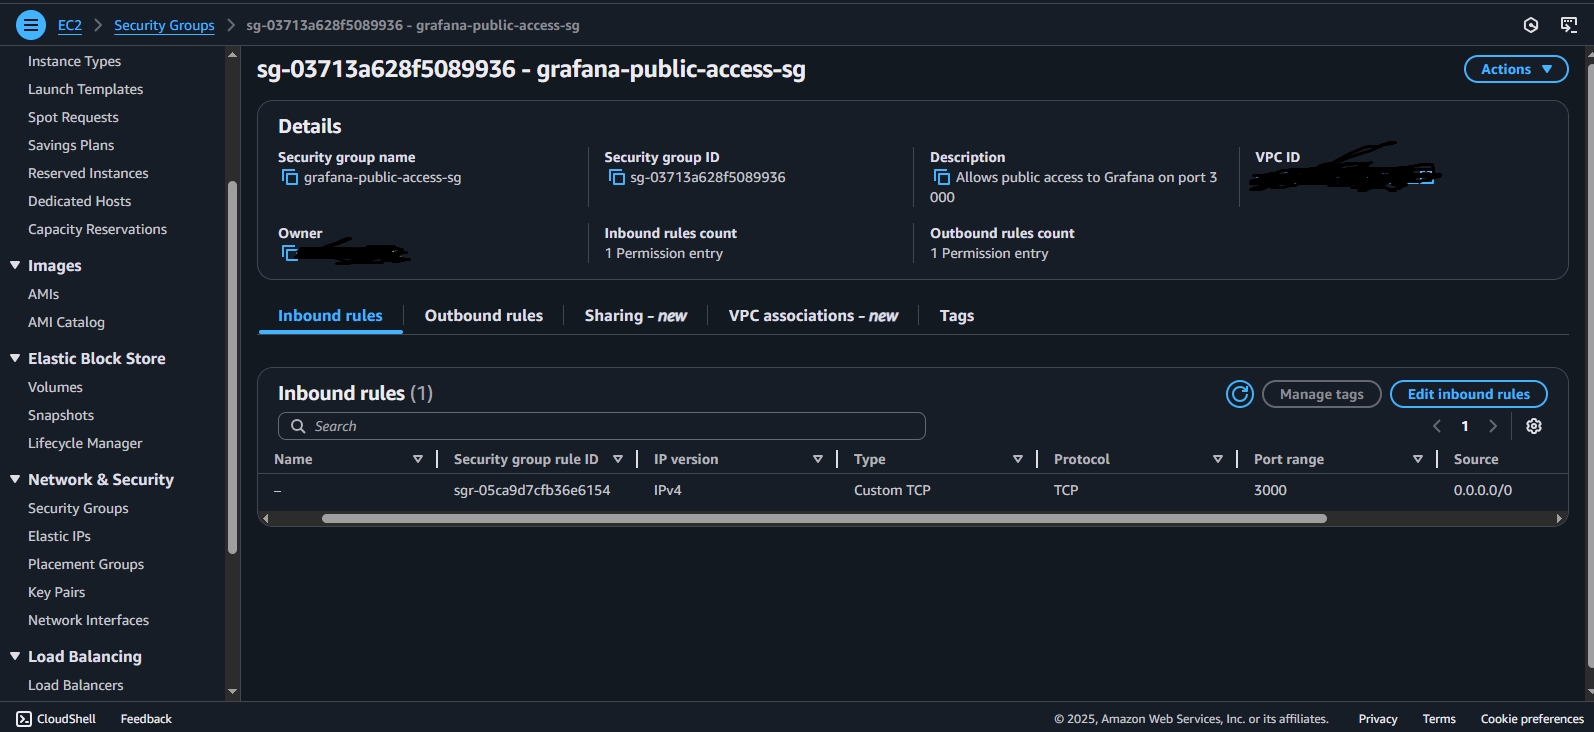 EC2 > Security Groups > sg-03713a628f5089936 - grafana-public-access-sg
Instance Types
Launch Templates
Spot Requests
Savings Plans
Reserved Instances
Dedicated Hosts
Capacity Reservations
Images
AMIs
AMI Catalog
Elastic Block Store
Volumes
Snapshots
Lifecycle Manager
Network & Security
Security Groups
Elastic IPs
Placement Groups
Key Pairs
Network Interfaces
Load Balancing
Load Balancers
sg-03713a628f5089936 - grafana-public-access-sg
Actions
Details
Security group name
grafana-public-access-sg
Security group ID
sg-03713a628f5089936
Description
Allows public access to Grafana on port 3
000
VPC ID
Owner
Inbound rules count
1 Permission entry
Outbound rules count
1 Permission entry
Inbound rules Outbound rules Sharing - new VPC associations - new Tags
Inbound rules (1)
Manage tags
Edit inbound rules
Search
1
Name Security group rule ID IP version Type Protocol Port range Source
– sgr-05ca9d7cfb36e6154 IPv4 Custom TCP TCP 3000 0.0.0.0/0
CloudShell Feedback © 2025, Amazon Web Services, Inc. or its affiliates. Privacy Terms Cookie preferences